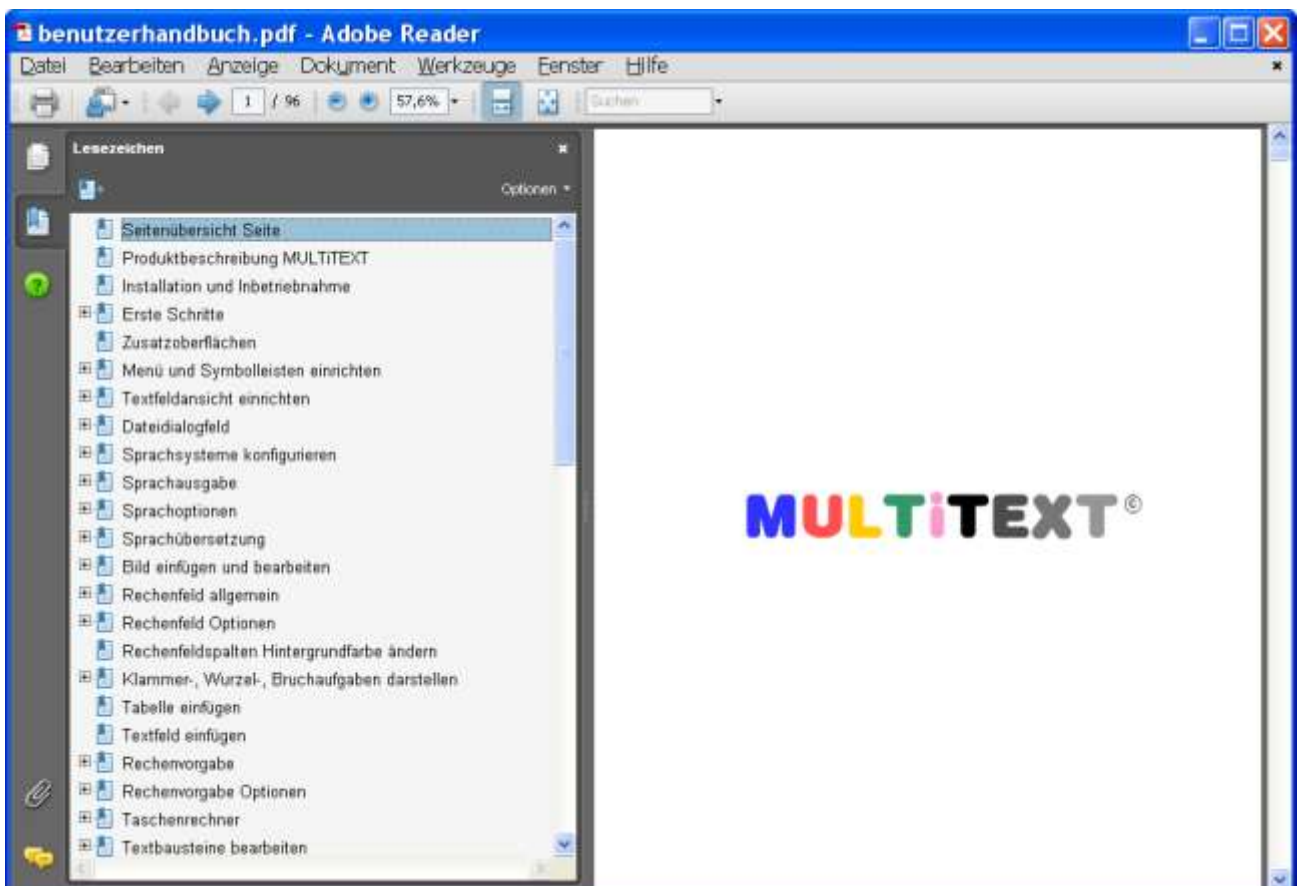 benutzerhandbuch.pdf - Adobe Reader
Datei Bearbeiten Anzeige Dokument Werkzeuge Fenster Hilfe
1 / 96 57,6% Suchen
Lesezeichen
Optionen
Seitenübersicht Seite
Produktbeschreibung MULTiTEXT
Installation und Inbetriebnahme
Erste Schritte
Zusatzoberflächen
Menü und Symbolleisten einrichten
Textfeldansicht einrichten
Dateidialogfeld
Sprachsysteme konfigurieren
Sprachausgabe
Sprachoptionen
Sprachübersetzung
Bild einfügen und bearbeiten
Rechenfeld allgemein
Rechenfeld Optionen
Rechenfeldspalten Hintergrundfarbe ändern
Klammer-, Wurzel-, Bruchaufgaben darstellen
Tabelle einfügen
Textfeld einfügen
Rechenvorgabe
Rechenvorgabe Optionen
Taschenrechner
Textbausteine bearbeiten
MULTiTEXT©